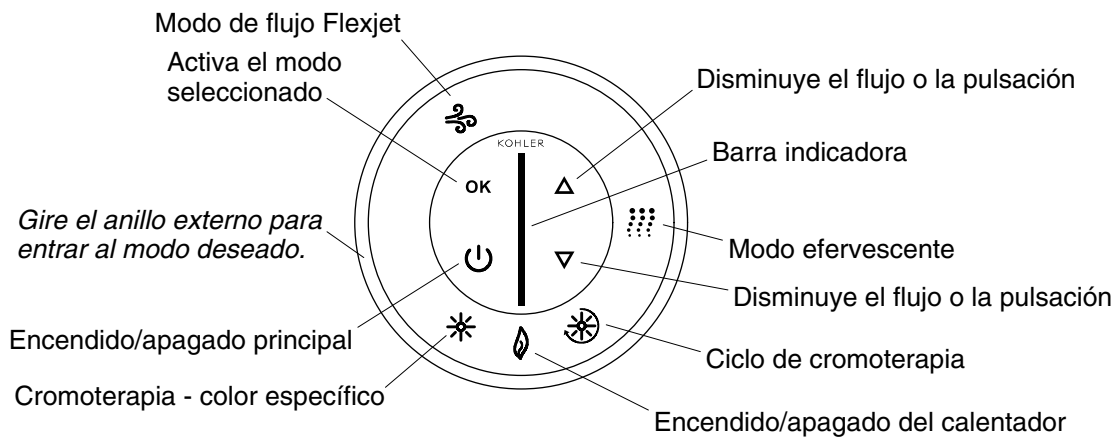 Modo de flujo Flexjet
Activa el modo
seleccionado
Disminuye el flujo o la pulsación
KOHLER
Barra indicadora
OK
Gire el anillo externo para
entrar al modo deseado.
Modo efervescente
Disminuye el flujo o la pulsación
Encendido/apagado principal
Ciclo de cromoterapia
Cromoterapia - color específico
Encendido/apagado del calentador